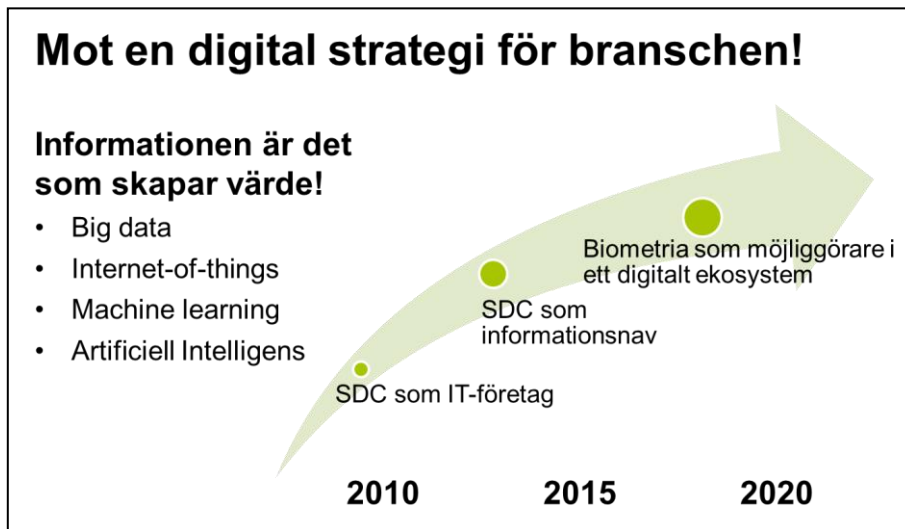 Mot en digital strategi för branschen!
Informationen är det
som skapar värde!
• Big data
• Internet-of-things
• Machine learning
• Artificiell Intelligens
Biometria som möjliggörare i
ett digitalt ekosystem
SDC som
informationsnav
SDC som IT-företag
2010 2015 2020